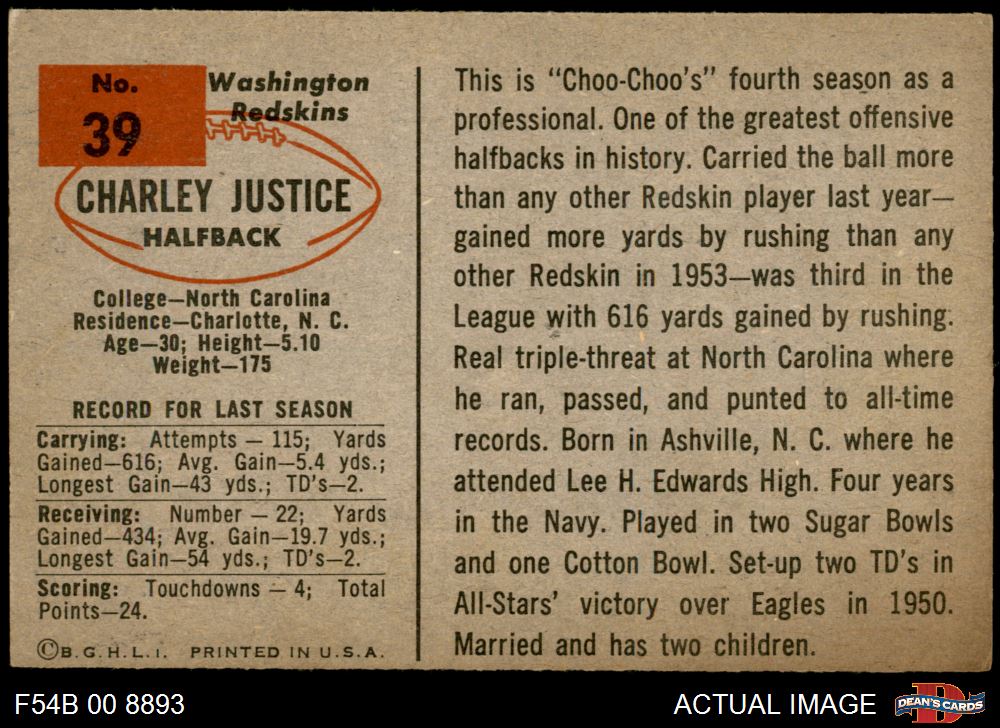 No.
39
Washington
Redskins
CHARLEY JUSTICE
HALFBACK
College—North Carolina
Residence—Charlotte, N. C.
Age—30; Height—5.10
Weight—175
RECORD FOR LAST SEASON
Carrying: Attempts — 115; Yards
Gained—616; Avg. Gain—5.4 yds.;
Longest Gain—43 yds.; TD's—2.
Receiving: Number — 22; Yards
Gained—434; Avg. Gain—19.7 yds.;
Longest Gain—54 yds.; TD's—2.
Scoring: Touchdowns — 4; Total
Points—24.
©B.G.H.L.I. PRINTED IN U.S.A.
This is "Choo-Choo's" fourth season as a
professional. One of the greatest offensive
halfbacks in history. Carried the ball more
than any other Redskin player last year—
gained more yards by rushing than any
other Redskin in 1953—was third in the
League with 616 yards gained by rushing.
Real triple-threat at North Carolina where
he ran, passed, and punted to all-time
records. Born in Ashville, N. C. where he
attended Lee H. Edwards High. Four years
in the Navy. Played in two Sugar Bowls
and one Cotton Bowl. Set-up two TD's in
All-Stars' victory over Eagles in 1950.
Married and has two children.
F54B 00 8893
ACTUAL IMAGE
D
DEAN'S CARDS